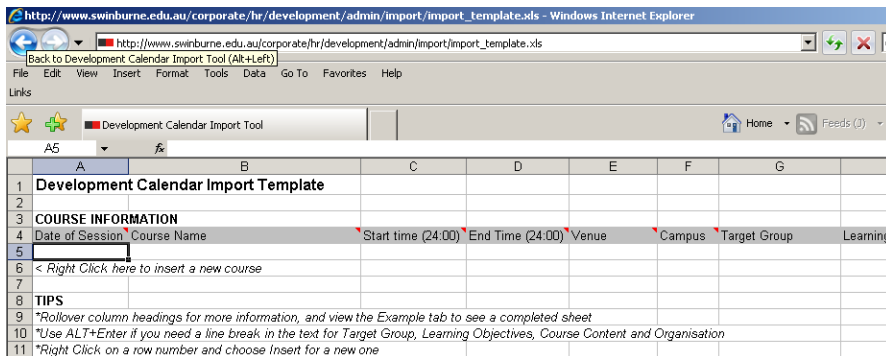 http://www.swinburne.edu.au/corporate/hr/development/admin/import/import_template.xls - Windows Internet Explorer
http://www.swinburne.edu.au/corporate/hr/development/admin/import/import_template.xls
Back to Development Calendar Import Tool (Alt+Left)
File Edit View Insert Format Tools Data Go To Favorites Help
Links
Development Calendar Import Tool Home Feeds (J)
A5 fx
A B C D E F G
1 Development Calendar Import Template
2
3 COURSE INFORMATION
4 Date of Session Course Name Start time (24:00) End Time (24:00) Venue Campus Target Group Learning
5
6 < Right Click here to insert a new course
7
8 TIPS
9 *Rollover column headings for more information, and view the Example tab to see a completed sheet
10 *Use ALT+Enter if you need a line break in the text for Target Group, Learning Objectives, Course Content and Organisation
11 *Right Click on a row number and choose Insert for a new one